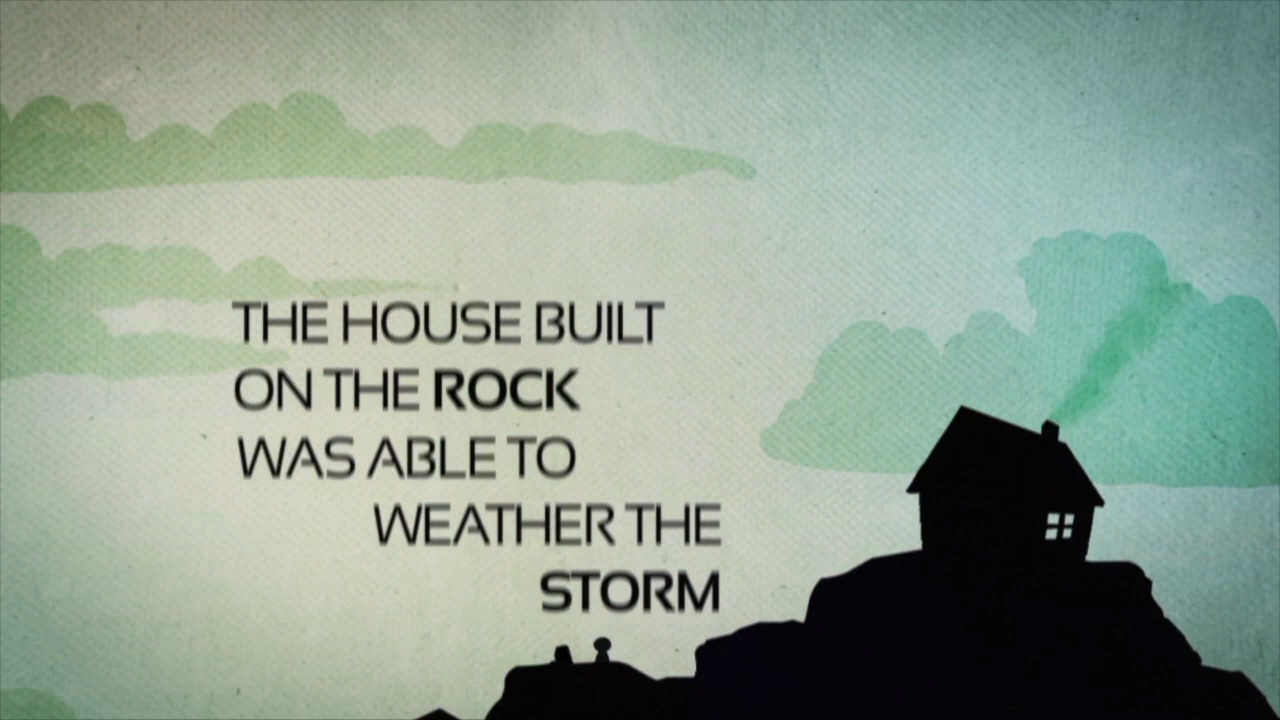 THE HOUSE BUILT
ON THE ROCK
WAS ABLE TO
WEATHER THE
STORM